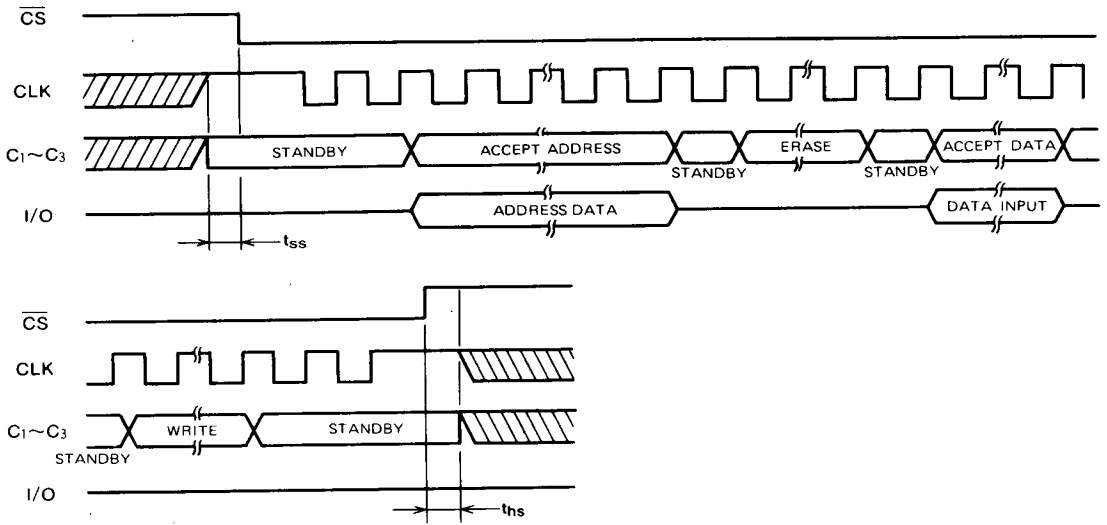 CS
CLK
C1~C3 STANDBY ACCEPT ADDRESS STANDBY ERASE STANDBY ACCEPT DATA
I/O ADDRESS DATA DATA INPUT
tss
CS
CLK
C1~C3 STANDBY WRITE STANDBY
I/O
ths